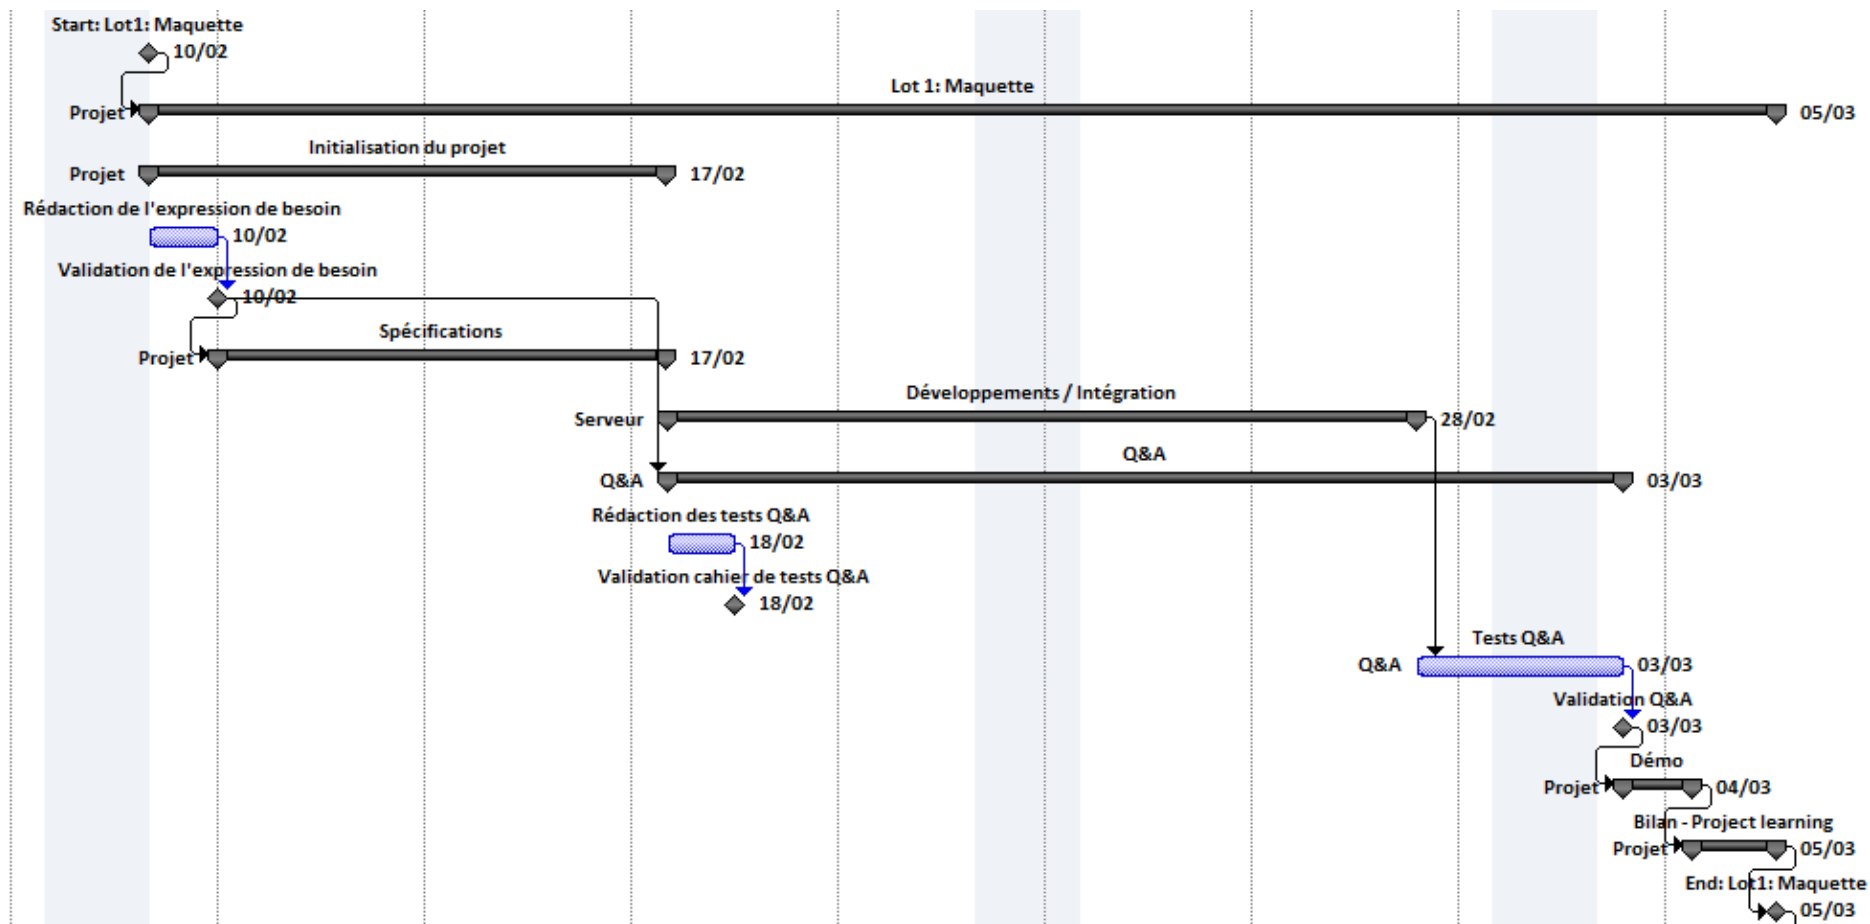 Start: Lot1: Maquette
10/02
Lot 1: Maquette
Projet 05/03
Initialisation du projet
Projet 17/02
Rédaction de l'expression de besoin
10/02
Validation de l'expression de besoin
10/02
Spécifications
Projet 17/02
Développements / Intégration
Serveur 28/02
Q&A
Q&A 03/03
Rédaction des tests Q&A
18/02
Validation cahier de tests Q&A
18/02
Tests Q&A
Q&A 03/03
Validation Q&A
03/03
Démo
Projet 04/03
Bilan - Project learning
Projet 05/03
End: Lot1: Maquette
05/03